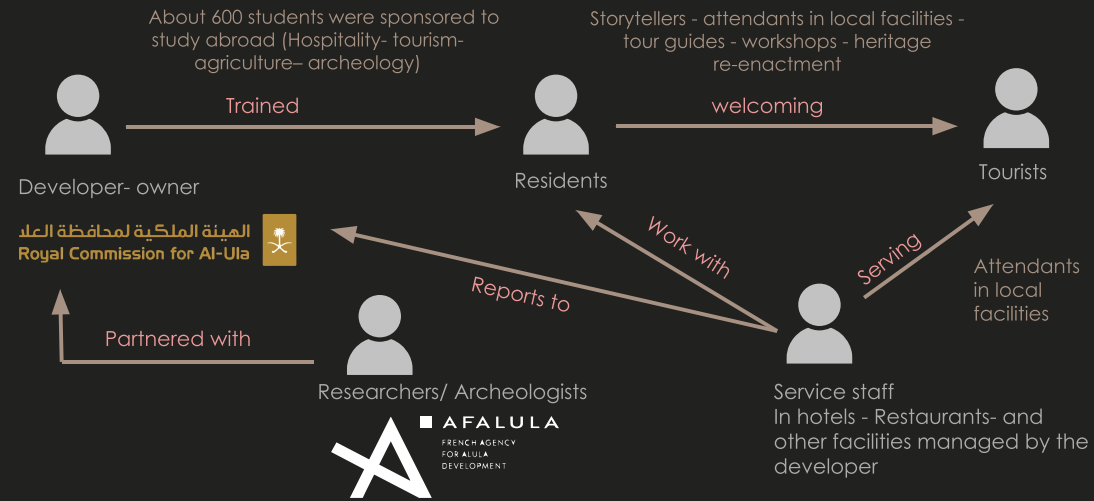 About 600 students were sponsored to
study abroad (Hospitality- tourism-
agriculture– archeology)
Storytellers - attendants in local facilities -
tour guides - workshops - heritage
re-enactment
Trained
welcoming
Developer- owner
Residents
Tourists
الهيئة الملكية لمحافظة العلا
Royal Commission for Al-Ula
Work with
Serving
Reports to
Attendants
in local
facilities
Partnered with
Researchers/ Archeologists
AFALULA
FRENCH AGENCY
FOR ALULA
DEVELOPMENT
Service staff
In hotels - Restaurants- and
other facilities managed by the
developer